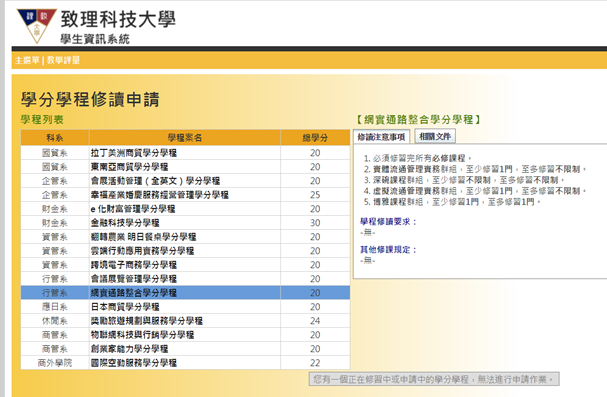 致理科技大學
學生資訊系統
主選單 | 教學評量
學分學程修讀申請
學程列表
科系 學程案名 總學分
國貿系 拉丁美洲商貿學分學程 20
國貿系 東南亞商貿學分學程 20
企管系 會展活動管理（全英文）學分學程 20
企管系 幸福產業婚慶服務經營管理學分學程 25
財金系 e 化財富管理學分學程 20
財金系 金融科技學分學程 30
資管系 翻轉農業 明日餐桌學分學程 20
資管系 雲端行動應用實務學分學程 20
資管系 跨境電子商務學分學程 20
行管系 會議展覽管理學分學程 20
行管系 網實通路整合學分學程 20
應日系 日本商貿學分學程 20
休閒系 獎勵旅遊規劃與服務學分學程 24
商管系 物聯網科技與行銷學分學程 20
商管系 創業家能力學分學程 20
商外學院 國際空勤服務學分學程 22
【網實通路整合學分學程】
修讀注意事項 相關文件
1. 必須修習完所有必修課程。
2. 實體流通管理實務群組，至少修習1門，至多修習不限制。
3. 深碗課程群組，至少修習不限制，至多修習不限制。
4. 虛擬流通管理實務群組，至少修習1門，至多修習不限制。
5. 博雅課程群組，至少修習1門，至多修習1門。
學程修讀要求：
-無-
其他修課規定：
-無-
您有一個正在修習中或申請中的學分學程，無法進行申請作業。